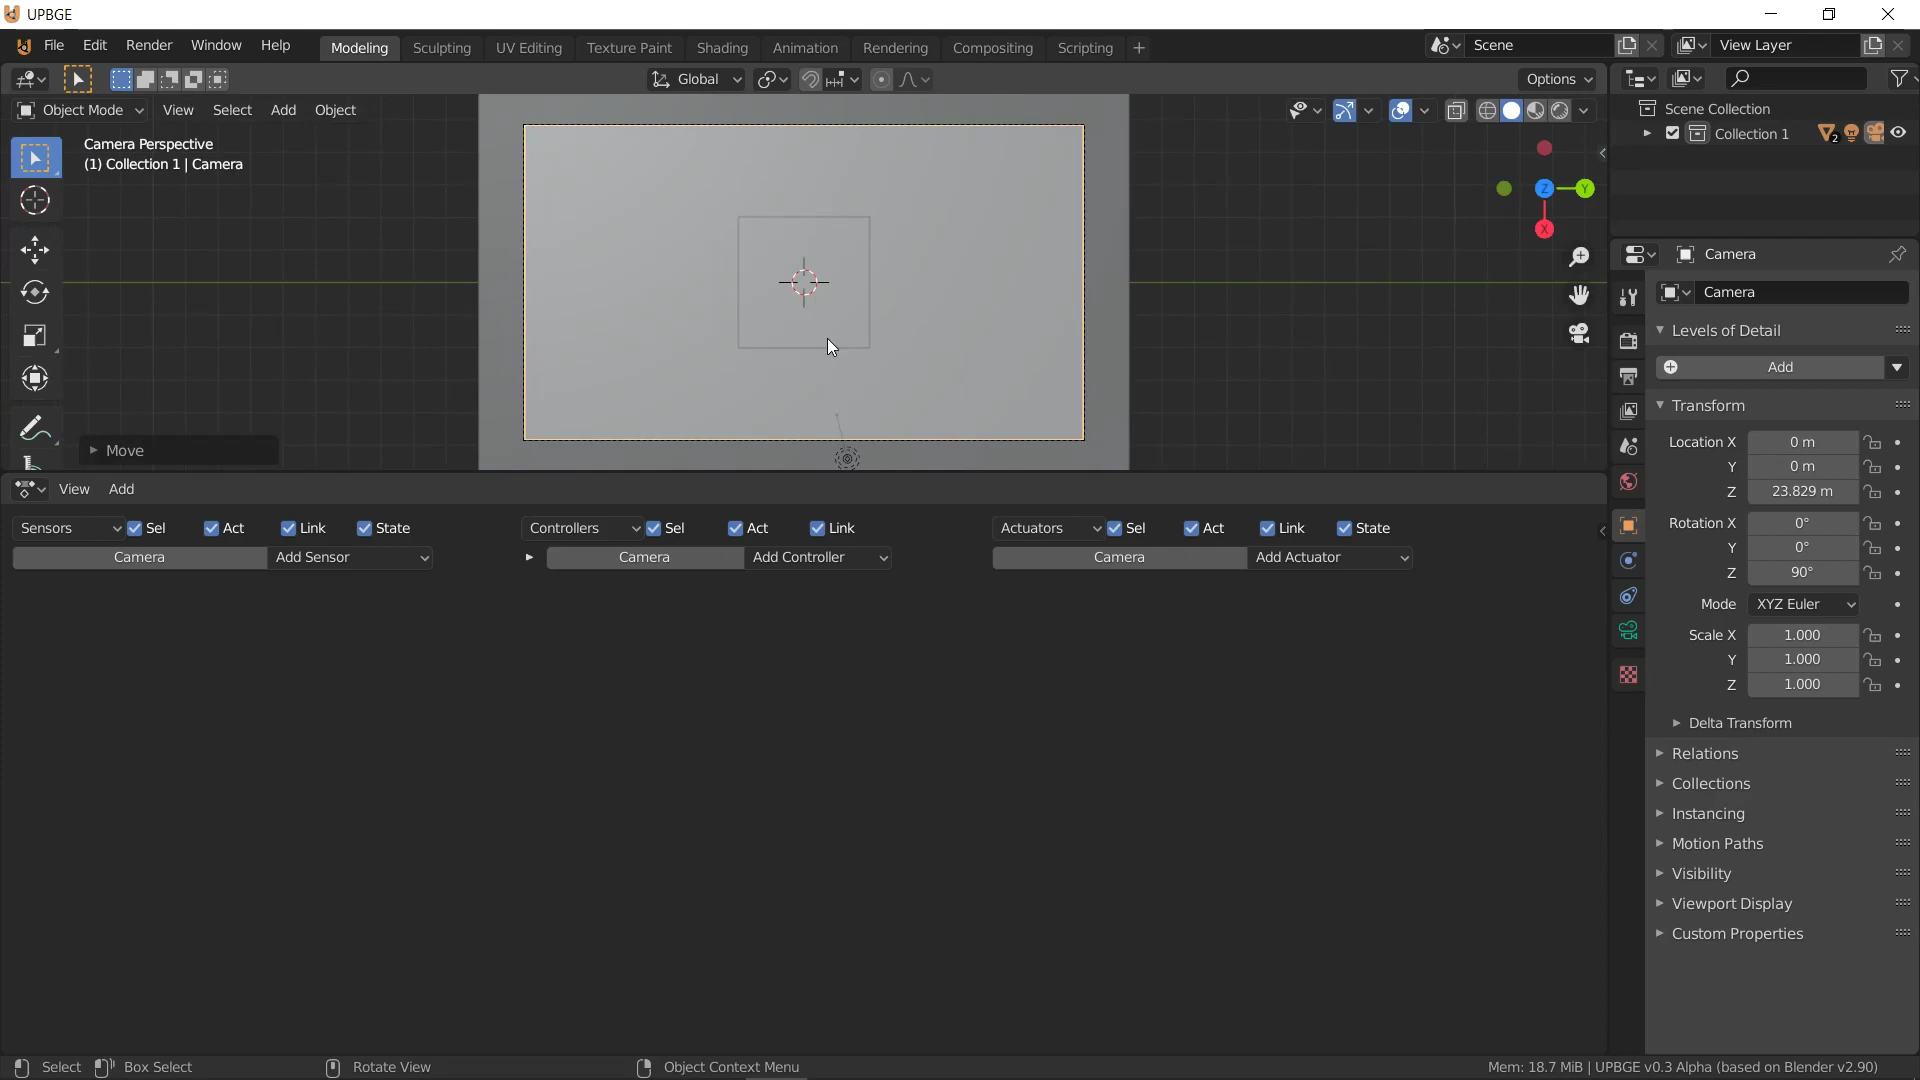 UPBGE
File Edit Render Window Help Modeling Sculpting UV Editing Texture Paint Shading Animation Rendering Compositing Scripting + Scene View Layer
Global Options
Object Mode View Select Add Object
Camera Perspective
(1) Collection 1 | Camera
Z Y
X
Move
Scene Collection
Collection 1 2
Camera
Camera
Levels of Detail
Add
Transform
Location X 0 m
Y 0 m
Z 23.829 m
Rotation X 0°
Y 0°
Z 90°
Mode XYZ Euler
Scale X 1.000
Y 1.000
Z 1.000
Delta Transform
Relations
Collections
Instancing
Motion Paths
Visibility
Viewport Display
Custom Properties
View Add
Sensors Sel Act Link State Controllers Sel Act Link Actuators Sel Act Link State
Camera Add Sensor Camera Add Controller Camera Add Actuator
Select Box Select Rotate View Object Context Menu Mem: 18.7 MiB | UPBGE v0.3 Alpha (based on Blender v2.90)